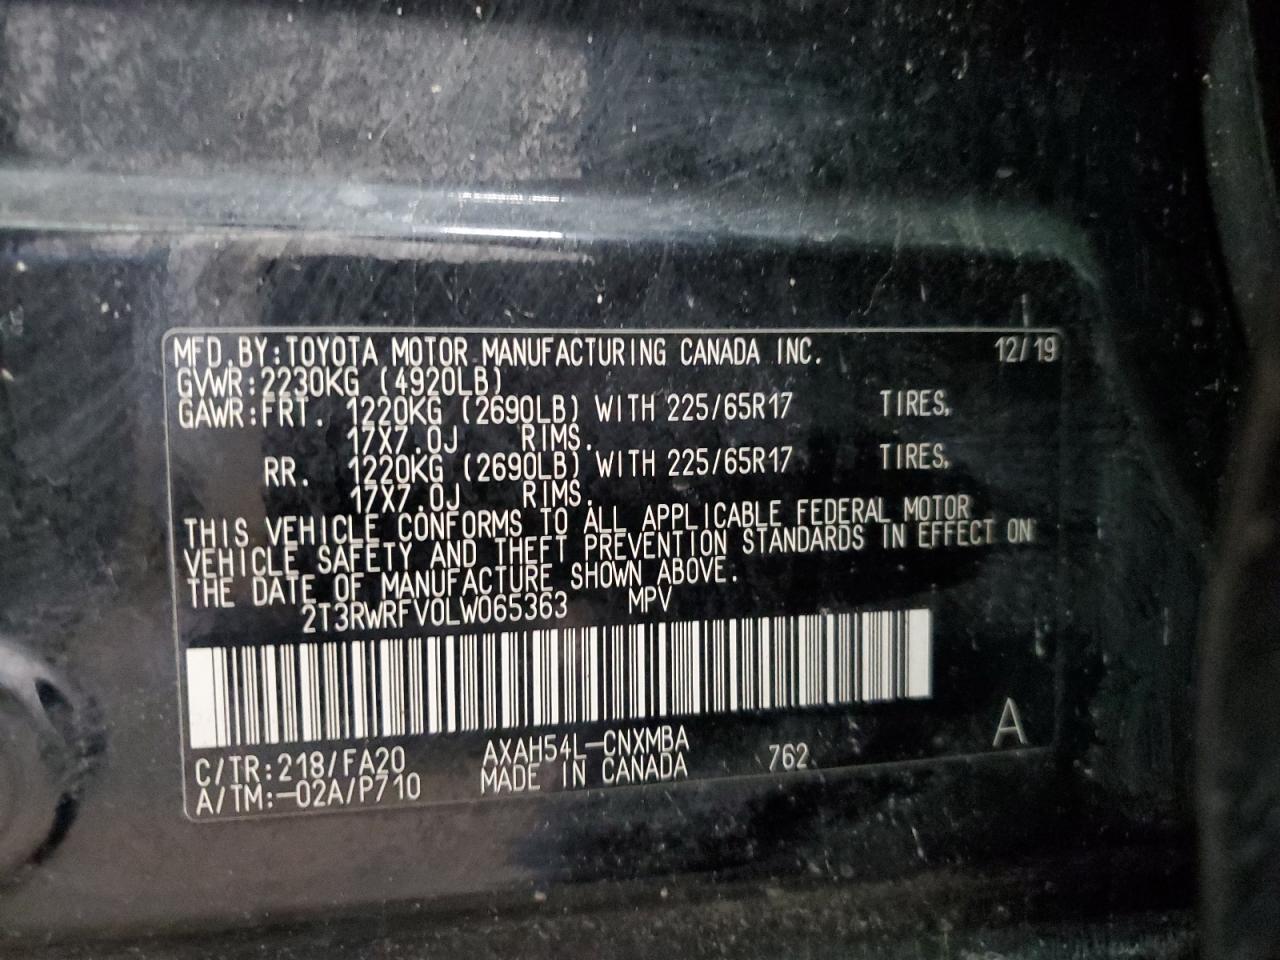 MFD.BY:TOYOTA MOTOR MANUFACTURING CANADA INC. 12/19
GVWR:2230KG (4920LB)
GAWR:FRT. 1220KG (2690LB) WITH 225/65R17 TIRES,
17X7.0J RIMS.
RR. 1220KG (2690LB) WITH 225/65R17 TIRES,
17X7.0J RIMS.
THIS VEHICLE CONFORMS TO ALL APPLICABLE FEDERAL MOTOR
VEHICLE SAFETY AND THEFT PREVENTION STANDARDS IN EFFECT ON
THE DATE OF MANUFACTURE SHOWN ABOVE.
2T3RWRFV0LW065363 MPV
C/TR:218/FA20 AXAH54L-CNXMBA 762 A
A/TM:-02A/P710 MADE IN CANADA